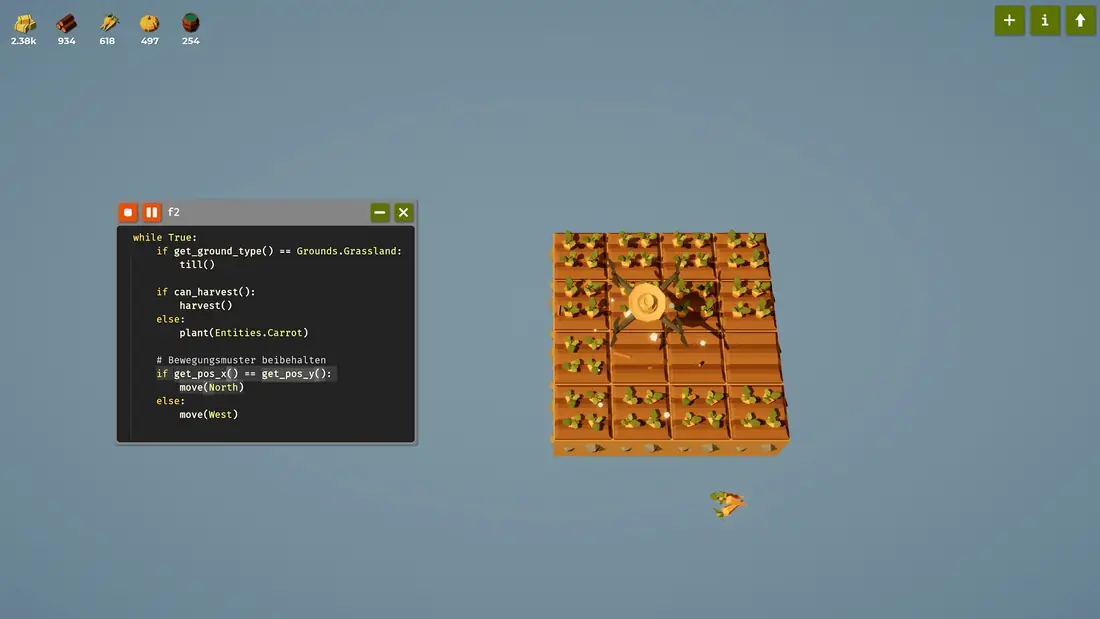 2.38k 934 618 497 254
f2
while True:
    if get_ground_type() == Grounds.Grassland:
        till()
    if can_harvest():
        harvest()
    else:
        plant(Entities.Carrot)
    # Bewegungsmuster beibehalten
    if get_pos_x() == get_pos_y():
        move(North)
    else:
        move(West)